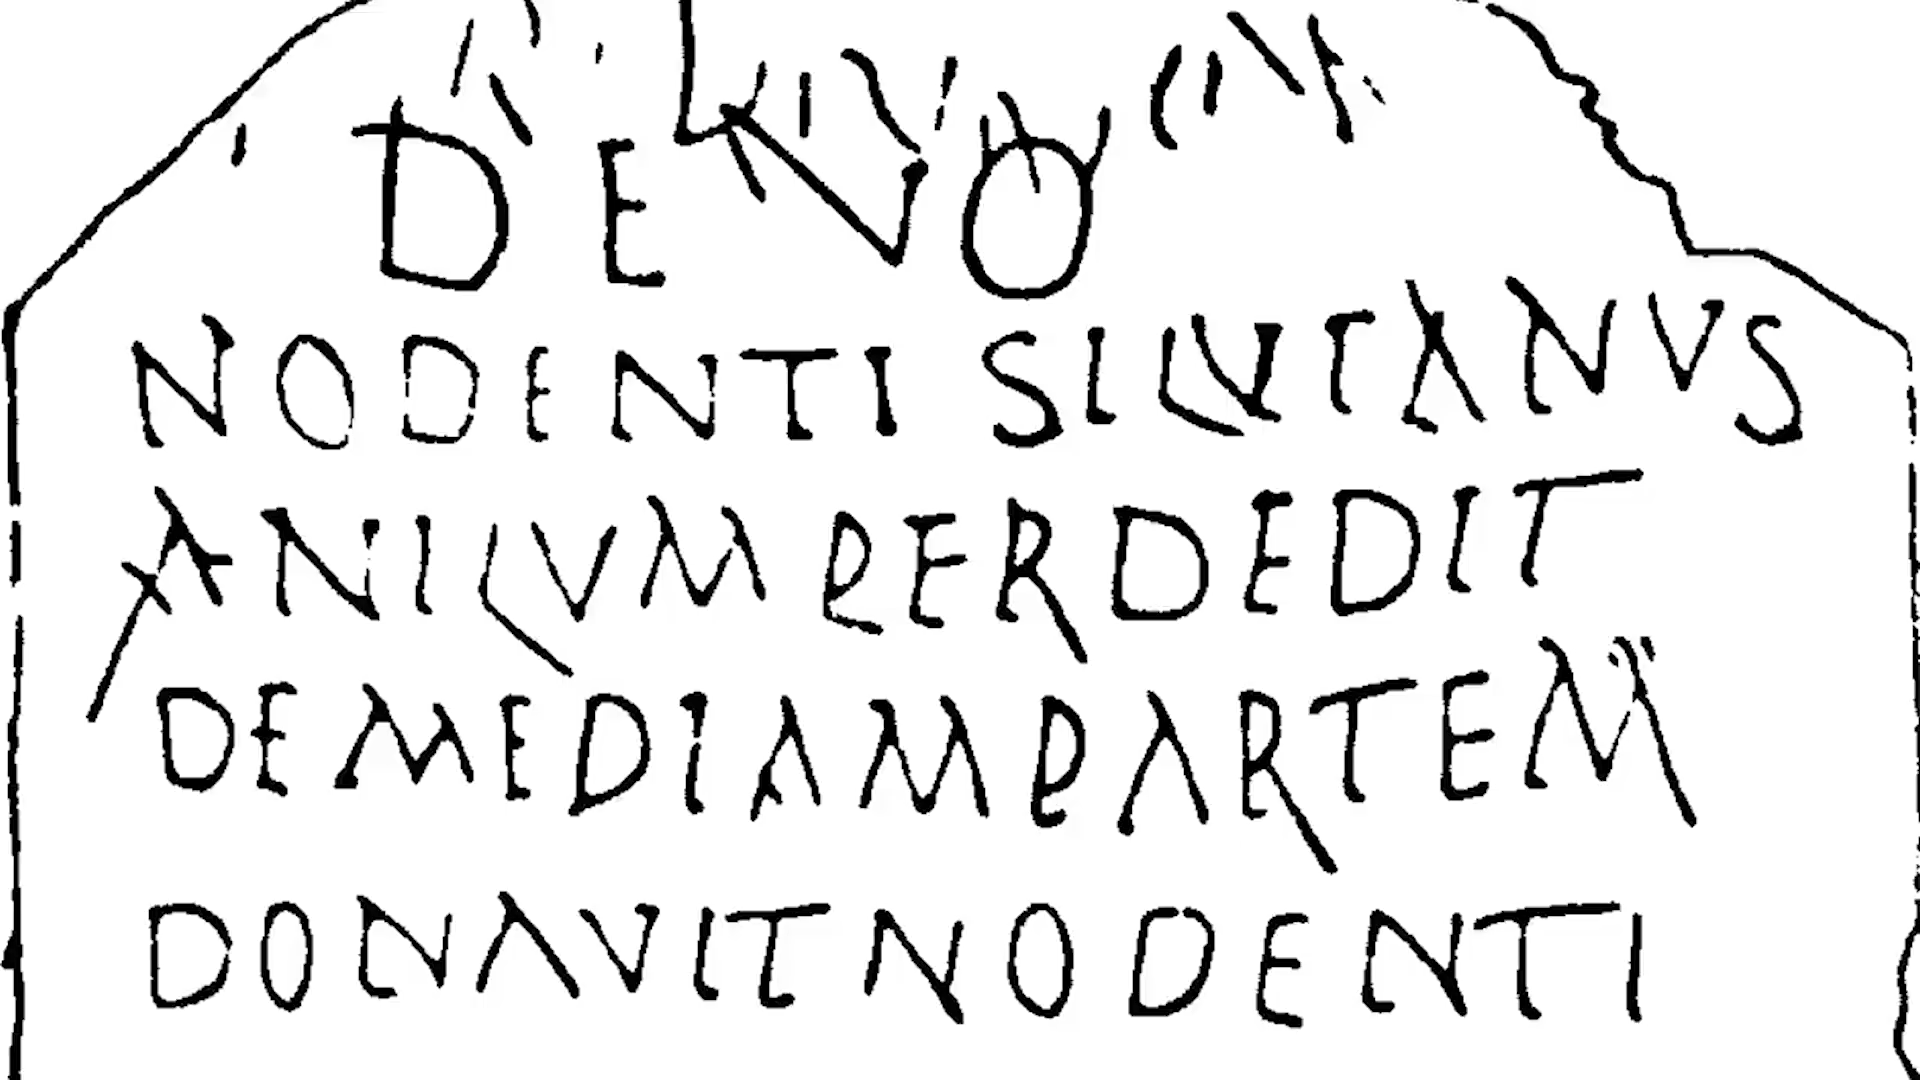 DEVO
NODENTI SILVIANVS
ANILVM PERDEDIT
DEMEDIAM PARTEM
DONAVIT NODENTI